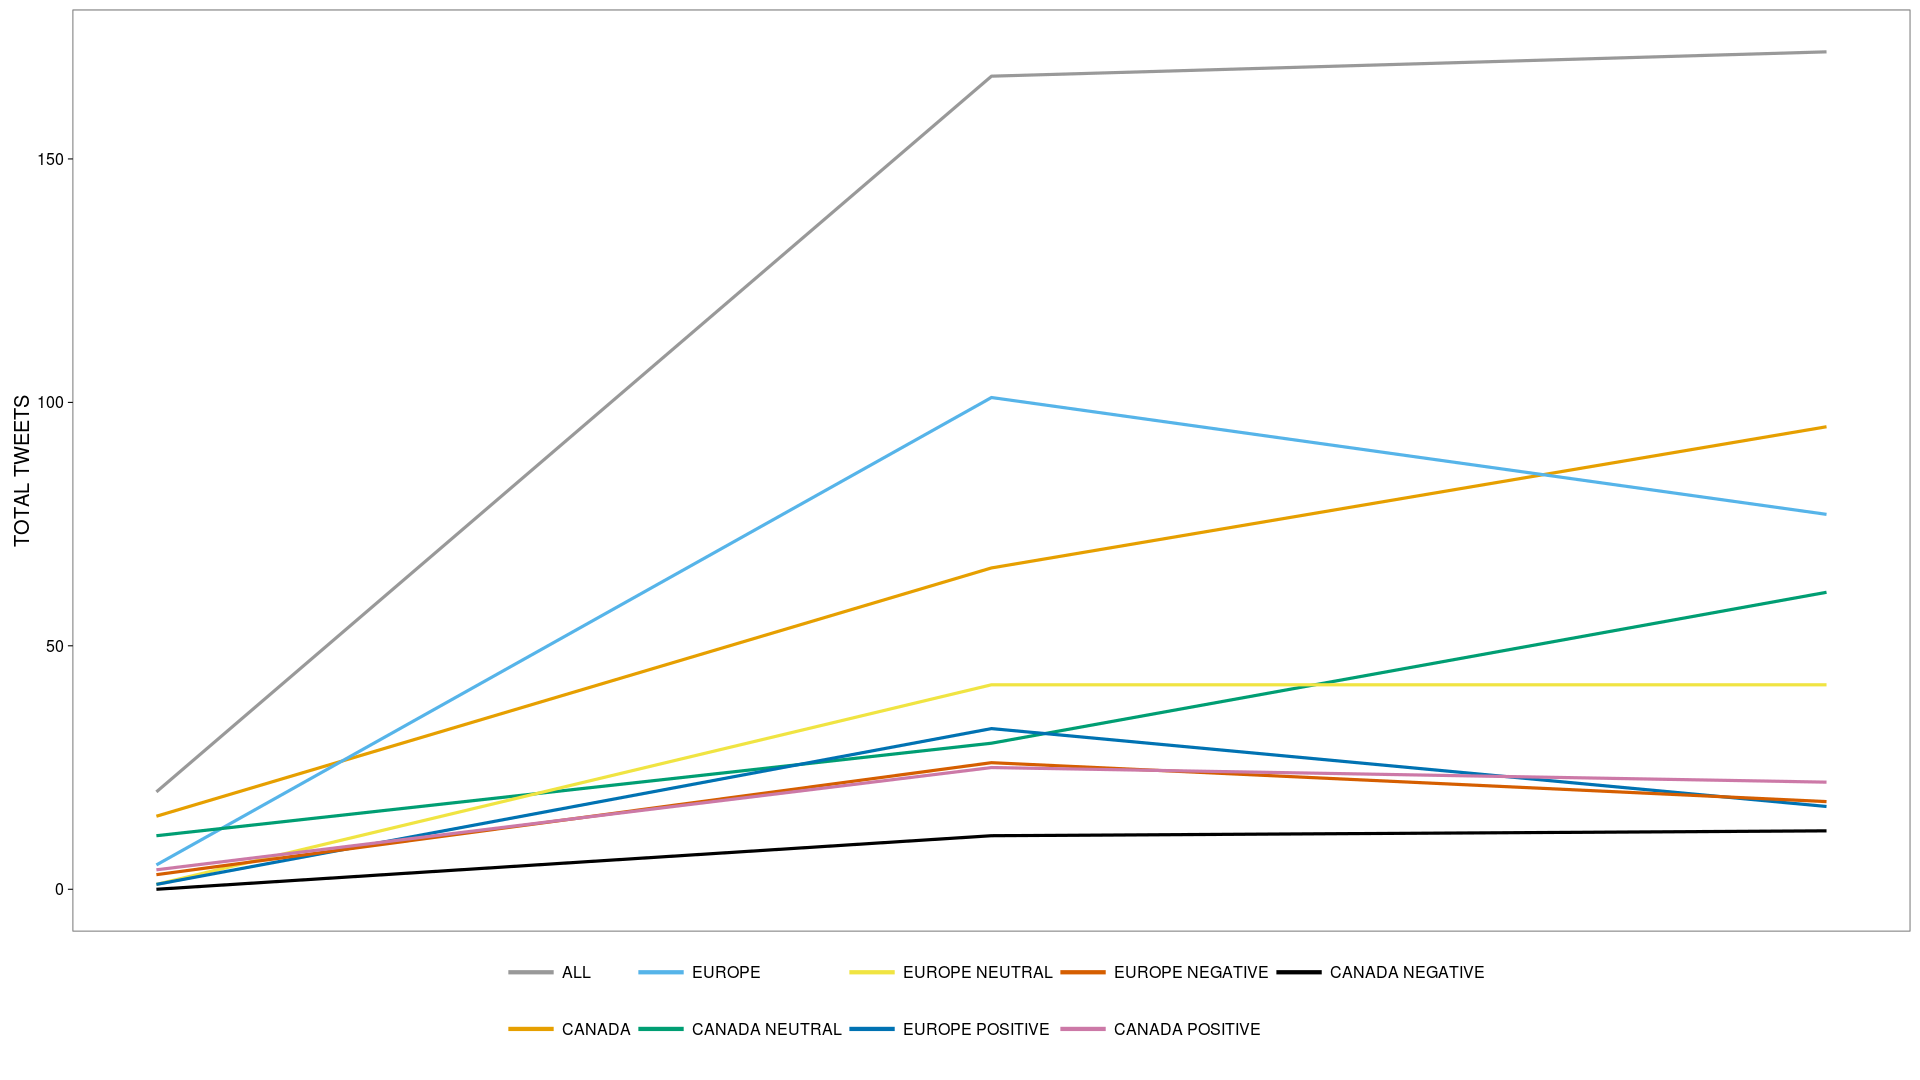 TOTAL TWEETS
150
100
50
0
ALL EUROPE EUROPE NEUTRAL EUROPE NEGATIVE CANADA NEGATIVE
CANADA CANADA NEUTRAL EUROPE POSITIVE CANADA POSITIVE